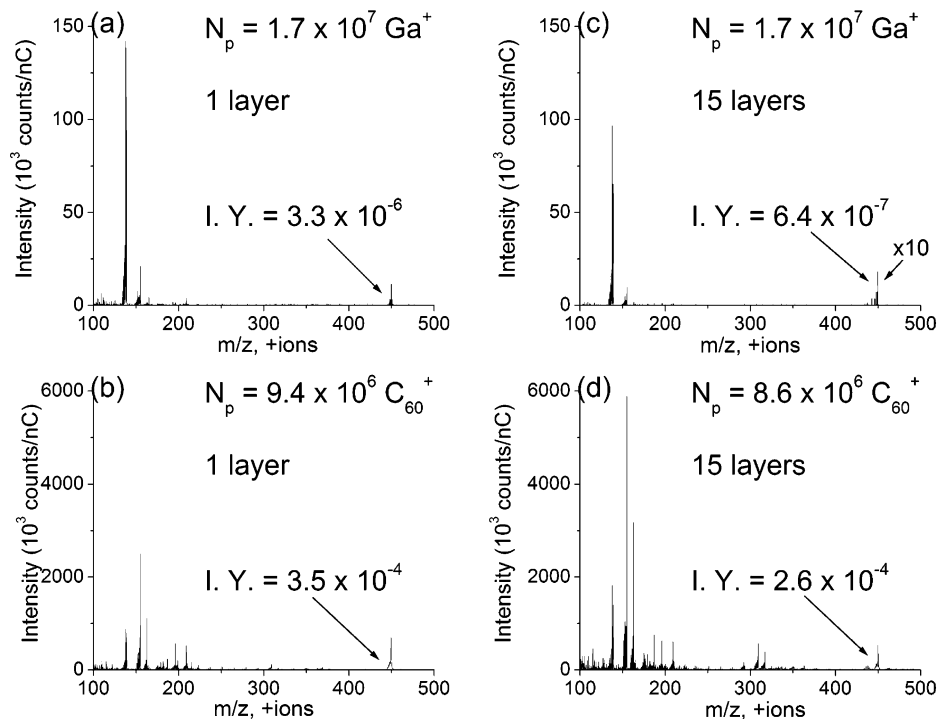 (a)
N_p = 1.7 x 10^7 Ga^+
1 layer
I. Y. = 3.3 x 10^-6
Intensity (10^3 counts/nC)
150
100
50
0
100 200 300 400 500
m/z, +ions
(c)
N_p = 1.7 x 10^7 Ga^+
15 layers
I. Y. = 6.4 x 10^-7
x10
Intensity (10^3 counts/nC)
150
100
50
0
100 200 300 400 500
m/z, +ions
(b)
N_p = 9.4 x 10^6 C_60^+
1 layer
I. Y. = 3.5 x 10^-4
Intensity (10^3 counts/nC)
6000
4000
2000
0
100 200 300 400 500
m/z, +ions
(d)
N_p = 8.6 x 10^6 C_60^+
15 layers
I. Y. = 2.6 x 10^-4
Intensity (10^3 counts/nC)
6000
4000
2000
0
100 200 300 400 500
m/z, +ions